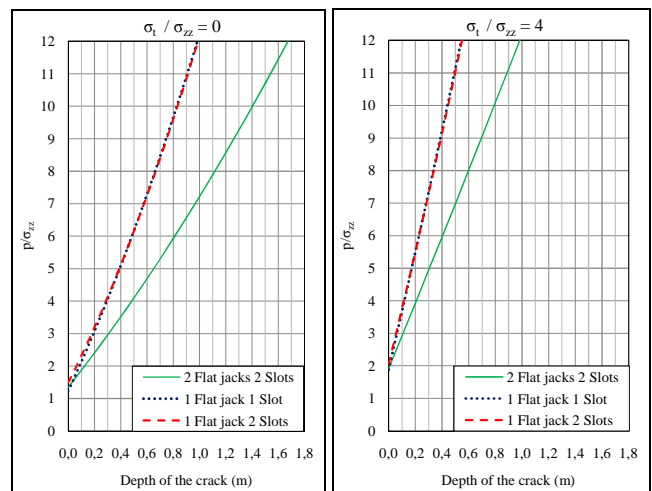 σt / σzz = 0
12
11
10
9
8
7
6
5
4
3
2
1
0
p/σzz
2 Flat jacks 2 Slots
1 Flat jack 1 Slot
1 Flat jack 2 Slots
0,0 0,2 0,4 0,6 0,8 1,0 1,2 1,4 1,6 1,8
Depth of the crack (m)
σt / σzz = 4
12
11
10
9
8
7
6
5
4
3
2
1
0
p/σzz
2 Flat jacks 2 Slots
1 Flat jack 1 Slot
1 Flat jack 2 Slots
0,0 0,2 0,4 0,6 0,8 1,0 1,2 1,4 1,6 1,8
Depth of the crack (m)